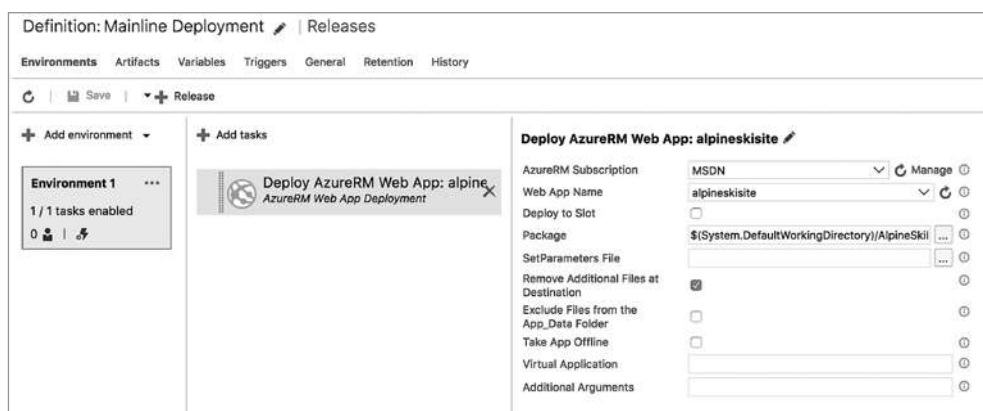 Definition: Mainline Deployment | Releases
Environments Artifacts Variables Triggers General Retention History
Save | Release
Add environment
Add tasks
Environment 1 ...
1 / 1 tasks enabled
0 |
Deploy AzureRM Web App: alpine
AzureRM Web App Deployment
Deploy AzureRM Web App: alpineskisite
AzureRM Subscription MSDN Manage
Web App Name alpineskisite
Deploy to Slot
Package $(System.DefaultWorkingDirectory)/AlpineSkiI ...
SetParameters File ...
Remove Additional Files at
Destination
Exclude Files from the
App_Data Folder
Take App Offline
Virtual Application
Additional Arguments